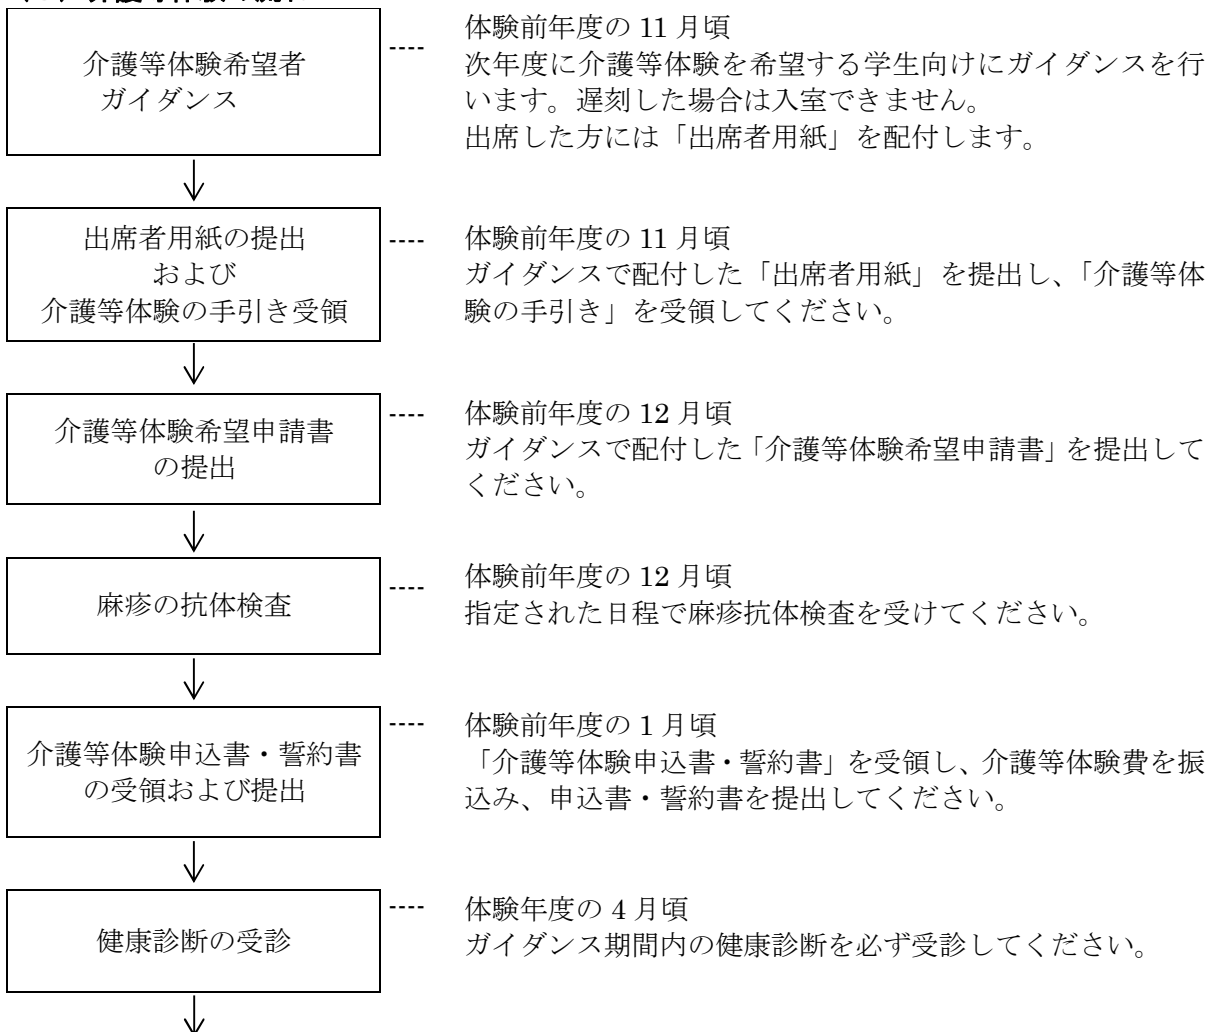 介護等体験希望者
ガイダンス
---- 体験前年度の 11 月頃
次年度に介護等体験を希望する学生向けにガイダンスを行
います。遅刻した場合は入室できません。
出席した方には「出席者用紙」を配付します。
出席者用紙の提出
および
介護等体験の手引き受領
---- 体験前年度の 11 月頃
ガイダンスで配付した「出席者用紙」を提出し、「介護等体
験の手引き」を受領してください。
介護等体験希望申請書
の提出
---- 体験前年度の 12 月頃
ガイダンスで配付した「介護等体験希望申請書」を提出して
ください。
麻疹の抗体検査
---- 体験前年度の 12 月頃
指定された日程で麻疹抗体検査を受けてください。
介護等体験申込書・誓約書
の受領および提出
---- 体験前年度の 1 月頃
「介護等体験申込書・誓約書」を受領し、介護等体験費を振
込み、申込書・誓約書を提出してください。
健康診断の受診
---- 体験年度の 4 月頃
ガイダンス期間内の健康診断を必ず受診してください。